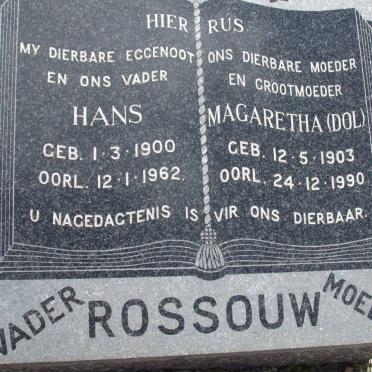 HIER RUS
MY DIERBARE EGGENOOT
EN ONS VADER
HANS
GEB. 1·3·1900
OORL. 12·1·1962.
ONS DIERBARE MOEDER
EN GROOTMOEDER
MAGARETHA (DOL)
GEB. 12·5·1903
OORL. 24·12·1990
U NAGEDACTENIS IS VIR ONS DIERBAAR.
VADER ROSSOUW MOED